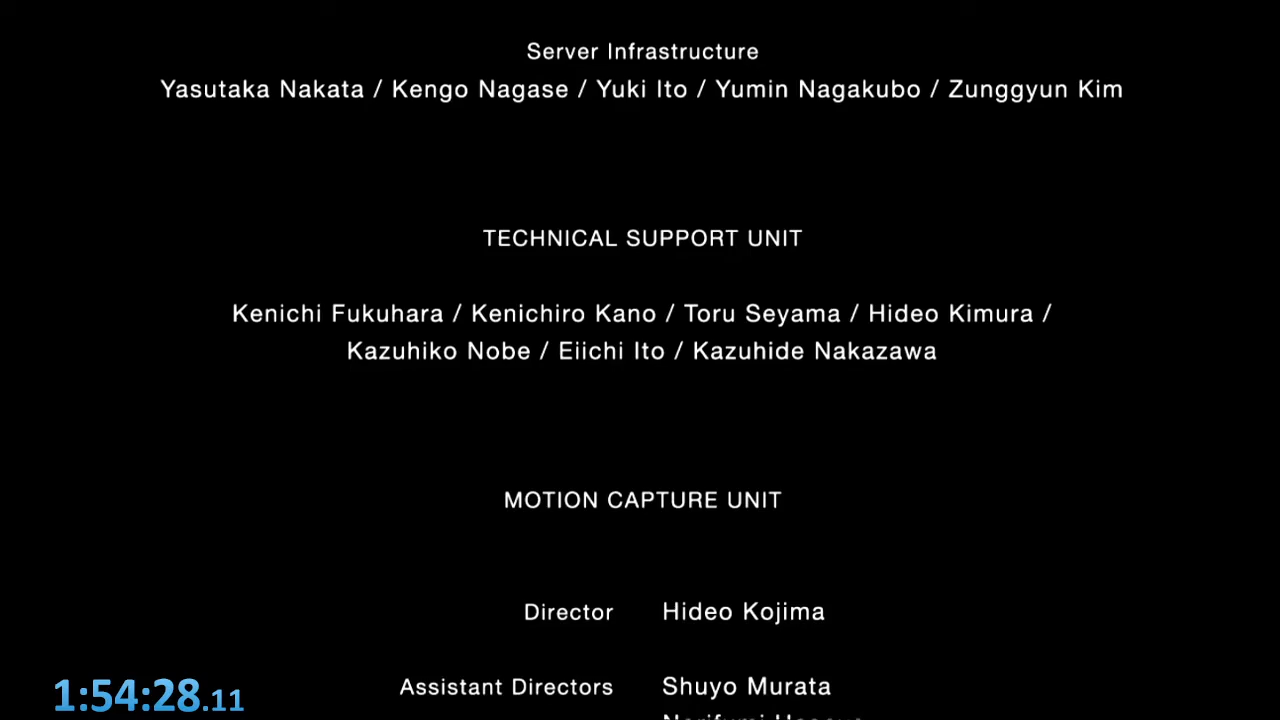 Server Infrastructure
Yasutaka Nakata / Kengo Nagase / Yuki Ito / Yumin Nagakubo / Zunggyun Kim
TECHNICAL SUPPORT UNIT
Kenichi Fukuhara / Kenichiro Kano / Toru Seyama / Hideo Kimura /
Kazuhiko Nobe / Eiichi Ito / Kazuhide Nakazawa
MOTION CAPTURE UNIT
Director Hideo Kojima
Assistant Directors Shuyo Murata
1:54:28.11